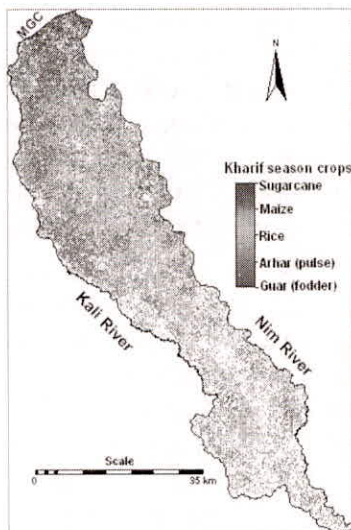 MGC
N
Kharif season crops
Sugarcane
Maize
Rice
Arhar (pulse)
Guar (fodder)
Kali River
Nim River
Scale
0 35 km